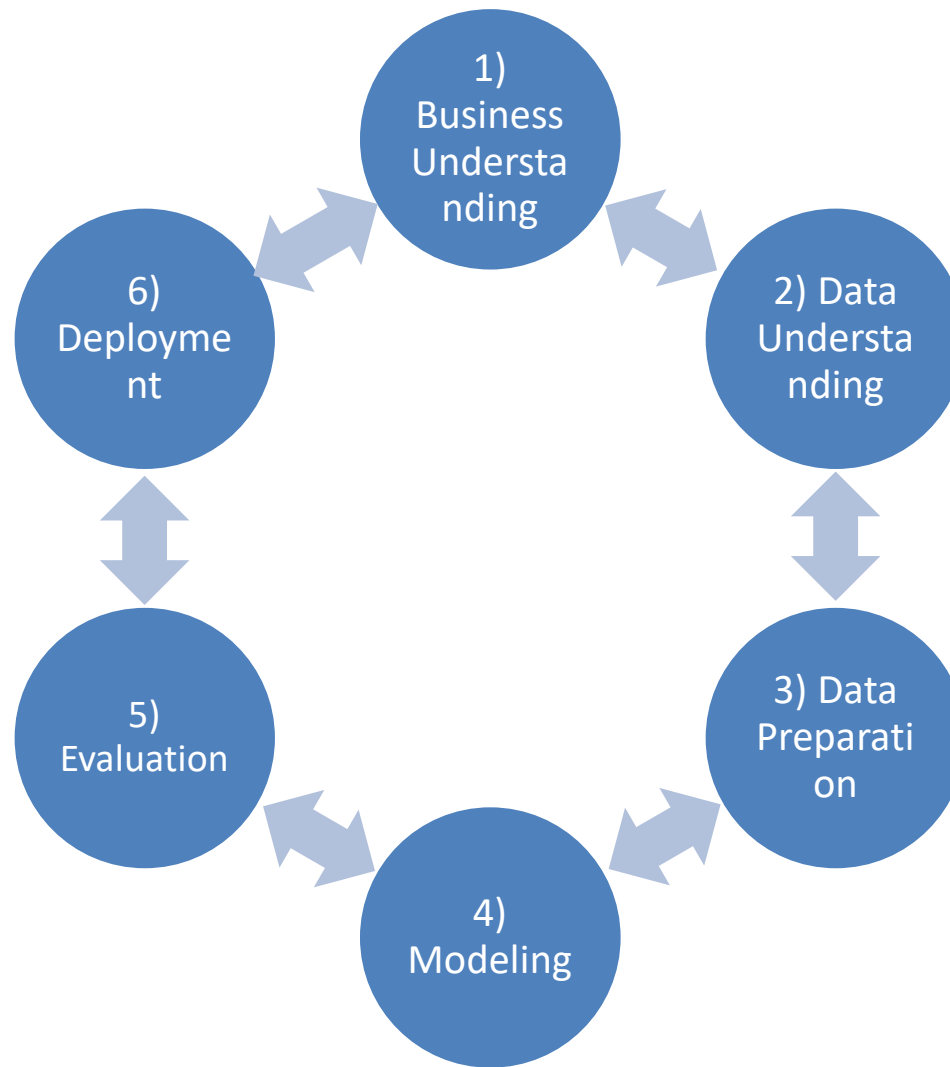 1)
Business
Understa
nding
2) Data
Understa
nding
3) Data
Preparati
on
4)
Modeling
5)
Evaluation
6)
Deployme
nt